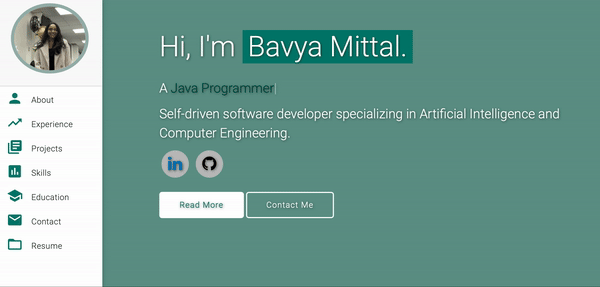 Hi, I'm Bavya Mittal.
A Java Programmer
Self-driven software developer specializing in Artificial Intelligence and
Computer Engineering.
in
Read More
Contact Me
About
Experience
Projects
Skills
Education
Contact
Resume